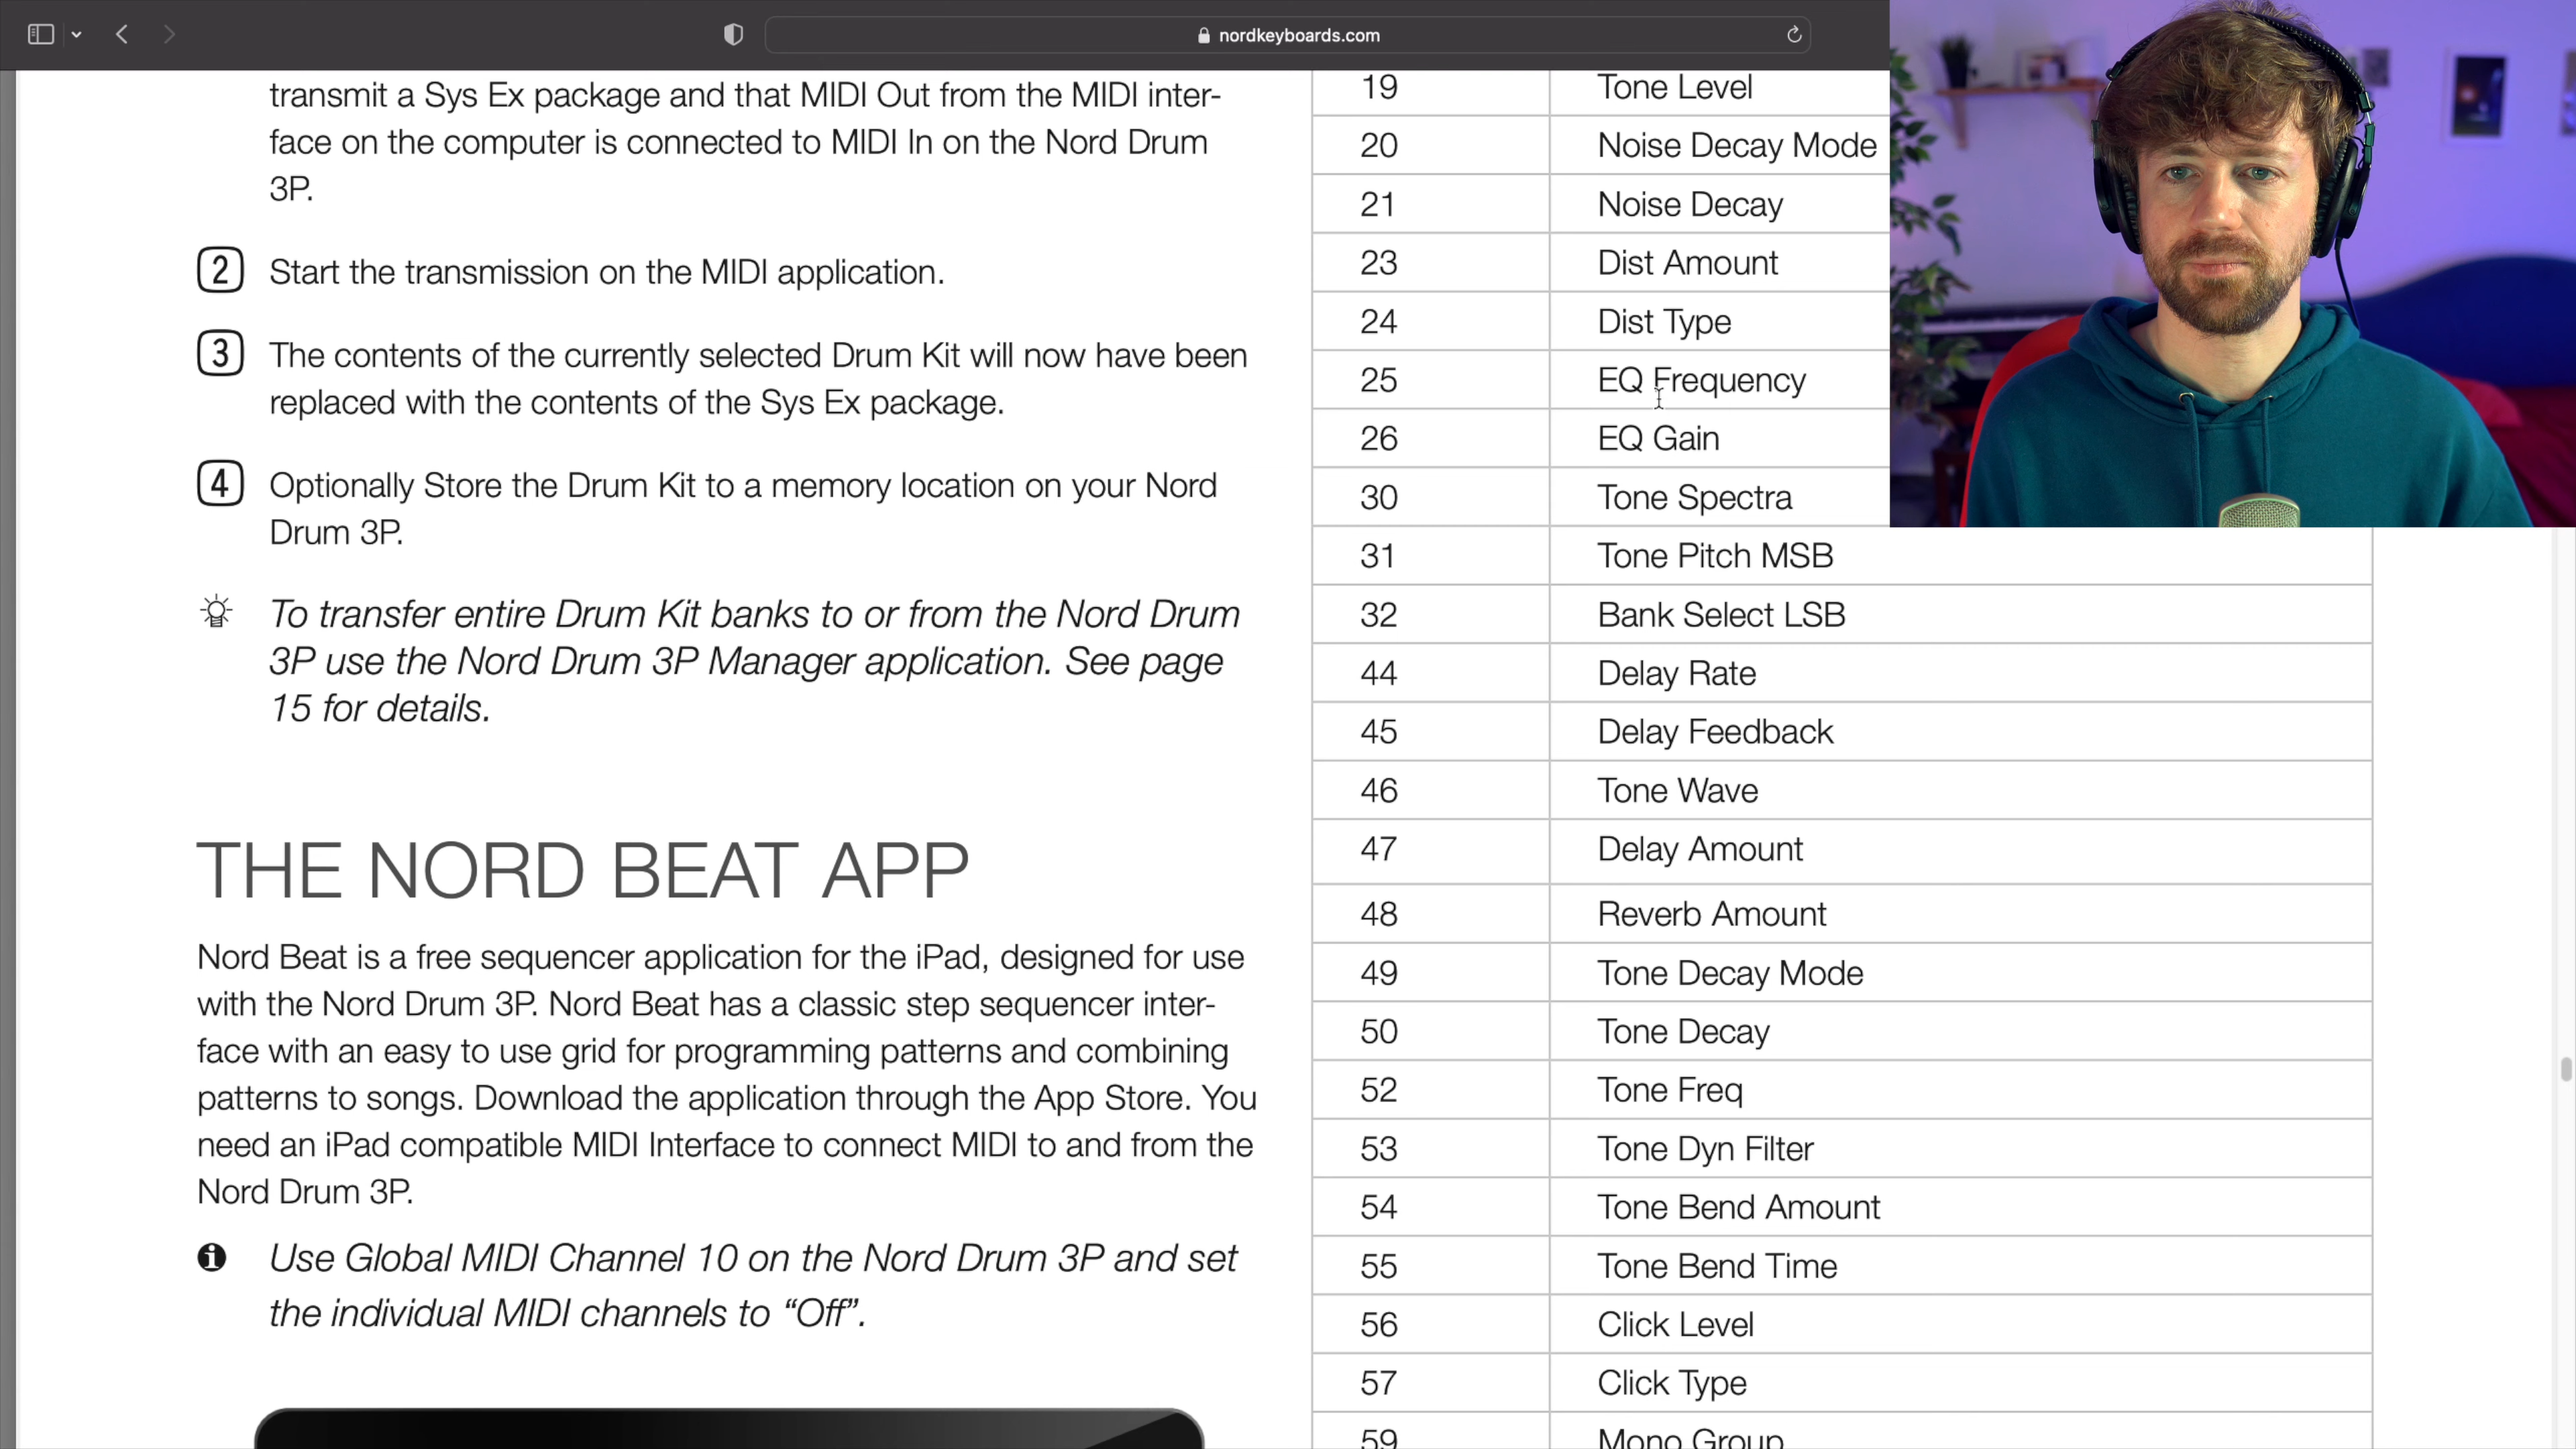 nordkeyboards.com
transmit a Sys Ex package and that MIDI Out from the MIDI inter-
face on the computer is connected to MIDI In on the Nord Drum
3P.
2 Start the transmission on the MIDI application.
3 The contents of the currently selected Drum Kit will now have been
replaced with the contents of the Sys Ex package.
4 Optionally Store the Drum Kit to a memory location on your Nord
Drum 3P.
To transfer entire Drum Kit banks to or from the Nord Drum
3P use the Nord Drum 3P Manager application. See page
15 for details.
THE NORD BEAT APP
Nord Beat is a free sequencer application for the iPad, designed for use
with the Nord Drum 3P. Nord Beat has a classic step sequencer inter-
face with an easy to use grid for programming patterns and combining
patterns to songs. Download the application through the App Store. You
need an iPad compatible MIDI Interface to connect MIDI to and from the
Nord Drum 3P.
Use Global MIDI Channel 10 on the Nord Drum 3P and set
the individual MIDI channels to “Off”.
19 Tone Level
20 Noise Decay Mode
21 Noise Decay
23 Dist Amount
24 Dist Type
25 EQ Frequency
26 EQ Gain
30 Tone Spectra
31 Tone Pitch MSB
32 Bank Select LSB
44 Delay Rate
45 Delay Feedback
46 Tone Wave
47 Delay Amount
48 Reverb Amount
49 Tone Decay Mode
50 Tone Decay
52 Tone Freq
53 Tone Dyn Filter
54 Tone Bend Amount
55 Tone Bend Time
56 Click Level
57 Click Type
59 Mono Group